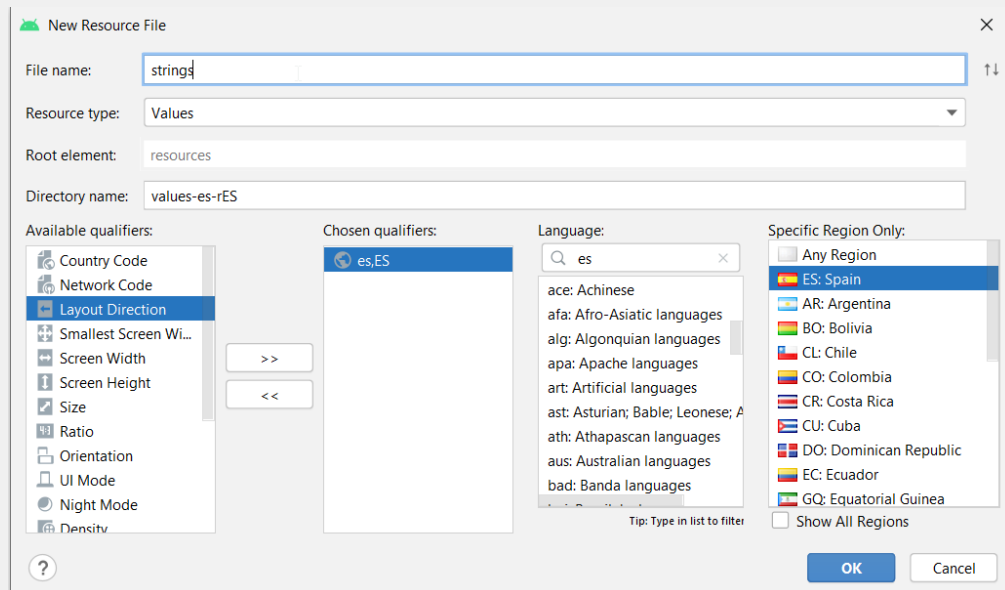 New Resource File
File name:
strings
Resource type:
Values
Root element:
resources
Directory name:
values-es-rES
Available qualifiers:
Country Code
Network Code
Layout Direction
Smallest Screen Wi...
Screen Width
Screen Height
Size
Ratio
Orientation
UI Mode
Night Mode
Density
>>
<<
Chosen qualifiers:
es,ES
Language:
es
ace: Achinese
afa: Afro-Asiatic languages
alg: Algonquian languages
apa: Apache languages
art: Artificial languages
ast: Asturian; Bable; Leonese; A
ath: Athapascan languages
aus: Australian languages
bad: Banda languages
Tip: Type in list to filter
Specific Region Only:
Any Region
ES: Spain
AR: Argentina
BO: Bolivia
CL: Chile
CO: Colombia
CR: Costa Rica
CU: Cuba
DO: Dominican Republic
EC: Ecuador
GQ: Equatorial Guinea
Show All Regions
?
OK
Cancel